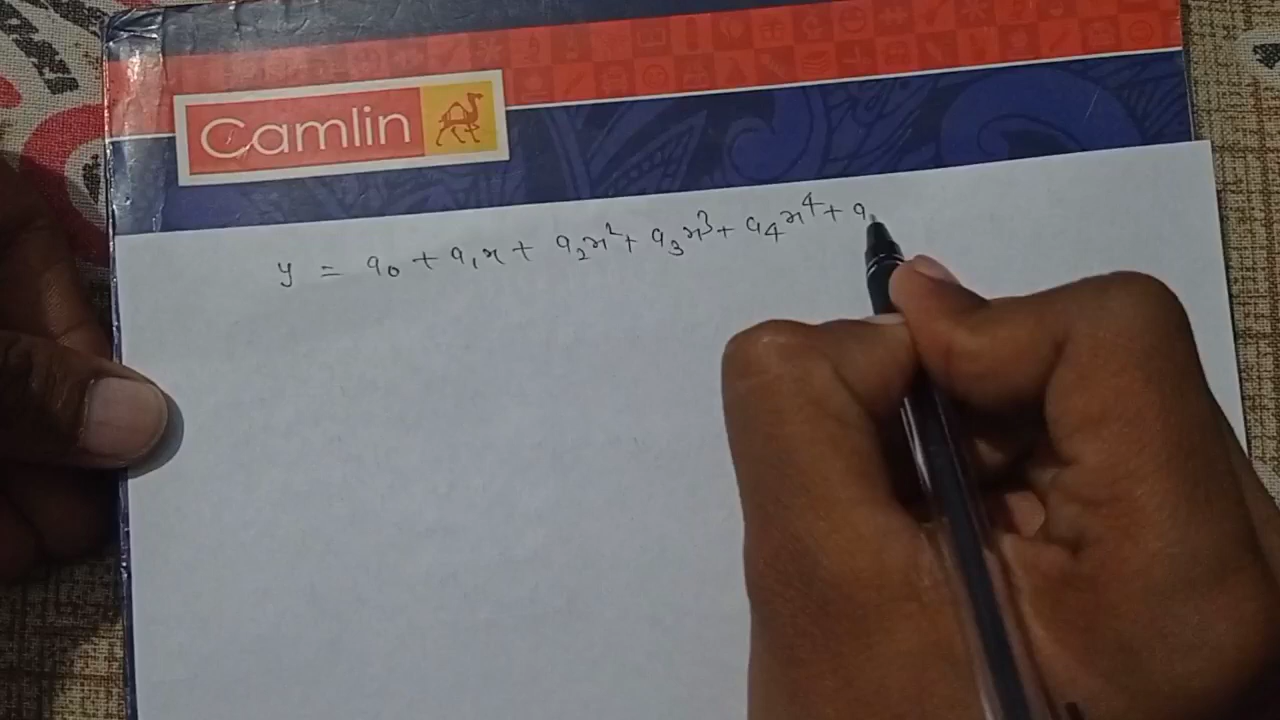 Camlin
y = a₀ + a₁x + a₂x² + a₃x³ + a₄x⁴ + a